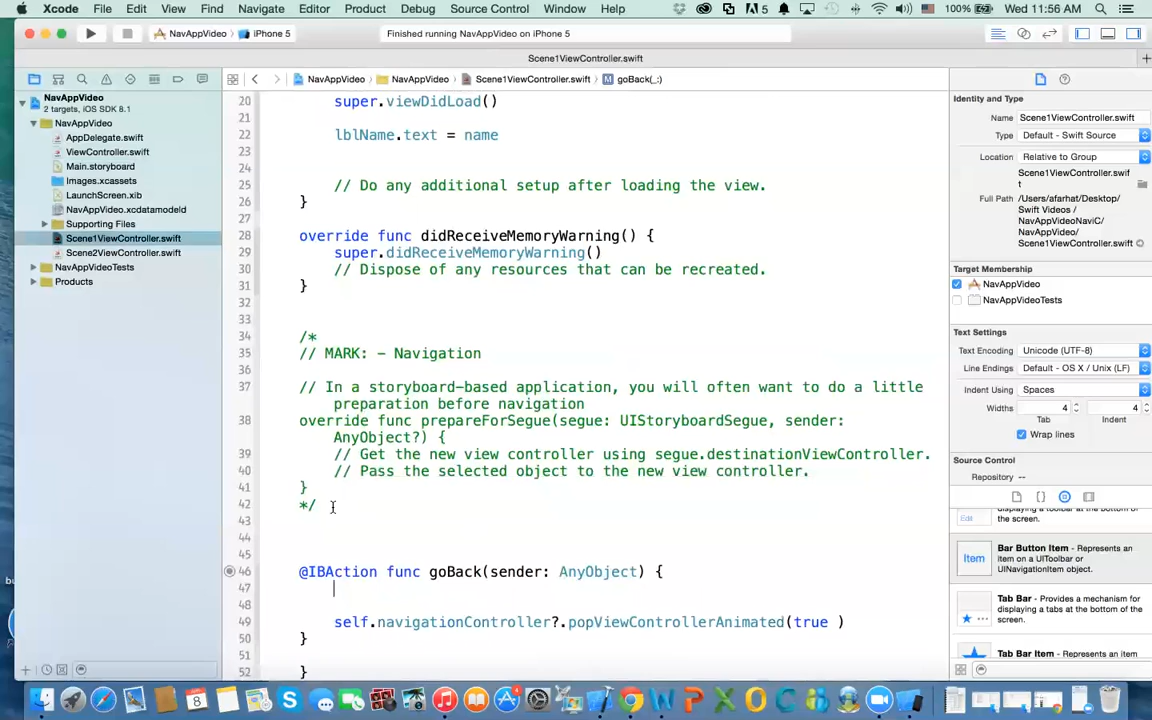 Xcode File Edit View Find Navigate Editor Product Debug Source Control Window Help 5 100% Wed 11:56 AM
NavAppVideo iPhone 5 Finished running NavAppVideo on iPhone 5
Scene1ViewController.swift
NavAppVideo NavAppVideo Scene1ViewController.swift M goBack(_:)
NavAppVideo
2 targets, iOS SDK 8.1
NavAppVideo
AppDelegate.swift
ViewController.swift
Main.storyboard
Images.xcassets
LaunchScreen.xib
NavAppVideo.xcdatamodeld
Supporting Files
Scene1ViewController.swift
Scene2ViewController.swift
NavAppVideoTests
Products
20 super.viewDidLoad()
21
22 lblName.text = name
23
24
25 // Do any additional setup after loading the view.
26 }
27
28 override func didReceiveMemoryWarning() {
29 super.didReceiveMemoryWarning()
30 // Dispose of any resources that can be recreated.
31 }
32
33
34 /*
35 // MARK: - Navigation
36
37 // In a storyboard-based application, you will often want to do a little
preparation before navigation
38 override func prepareForSegue(segue: UIStoryboardSegue, sender:
AnyObject?) {
39 // Get the new view controller using segue.destinationViewController.
40 // Pass the selected object to the new view controller.
41 }
42 */
43
44
45
46 @IBAction func goBack(sender: AnyObject) {
47
48
49 self.navigationController?.popViewControllerAnimated(true )
50 }
51
52 }
Identity and Type
Name Scene1ViewController.swift
Type Default - Swift Source
Location Relative to Group
Scene1ViewController.swif
t
Full Path /Users/afarhat/Desktop/
Swift Videos /
NavAppVideoNaviC/
NavAppVideo/
Scene1ViewController.swift
Target Membership
NavAppVideo
NavAppVideoTests
Text Settings
Text Encoding Unicode (UTF-8)
Line Endings Default - OS X / Unix (LF)
Indent Using Spaces
Widths 4 4
Tab Indent
Wrap lines
Source Control
Repository --
Edit displaying a toolbar at the bottom of
the screen.
Item Bar Button Item - Represents an
item on a UIToolbar or
UINavigationItem object.
Tab Bar - Provides a mechanism for
displaying a tabs at the bottom of
the screen.
Tab Bar Item - Represents an item